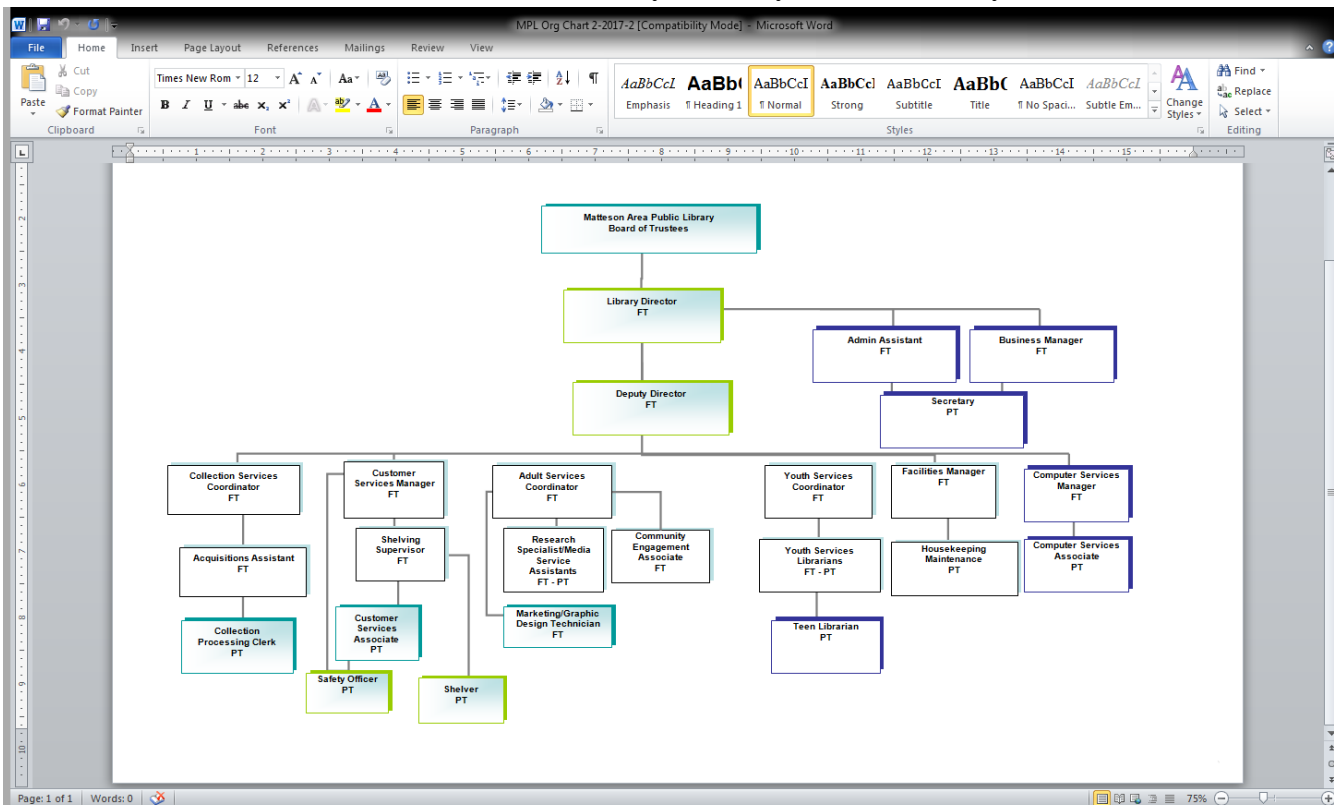 MPL Org Chart 2-2017-2 [Compatibility Mode] - Microsoft Word
File Home Insert Page Layout References Mailings Review View
Cut
Copy
Paste
Format Painter
Clipboard
Times New Rom 12
Font
Paragraph
AaBbCcI AaBb( AaBbCcI AaBbCcl AaBbCcI AaBb( AaBbCcI AaBbCcI
Emphasis ¶ Heading 1 ¶ Normal Strong Subtitle Title ¶ No Spaci... Subtle Em...
Change
Styles
Styles
Find
Replace
Select
Editing
Matteson Area Public Library
Board of Trustees
Library Director
FT
Admin Assistant
FT
Business Manager
FT
Deputy Director
FT
Secretary
PT
Collection Services
Coordinator
FT
Customer
Services Manager
FT
Adult Services
Coordinator
FT
Youth Services
Coordinator
FT
Facilities Manager
FT
Computer Services
Manager
FT
Acquisitions Assistant
FT
Shelving
Supervisor
FT
Research
Specialist/Media
Service
Assistants
FT - PT
Community
Engagement
Associate
FT
Youth Services
Librarians
FT - PT
Housekeeping
Maintenance
PT
Computer Services
Associate
PT
Collection
Processing Clerk
PT
Customer
Services
Associate
PT
Marketing/Graphic
Design Technician
FT
Teen Librarian
PT
Safety Officer
PT
Shelver
PT
Page: 1 of 1 Words: 0 75%